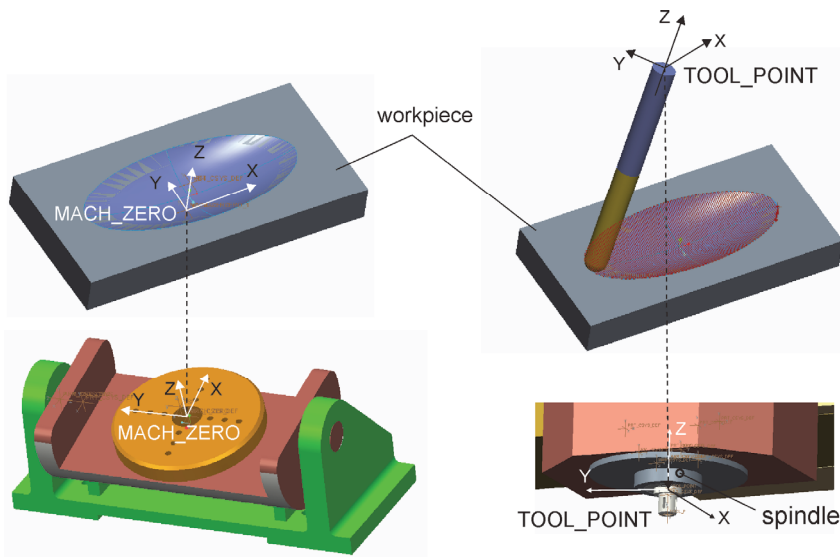 Z
X
Y
MACH_ZERO
workpiece
Z
X
Y
TOOL_POINT
Z
X
Y
MACH_ZERO
Z
Y
TOOL_POINT
X
spindle